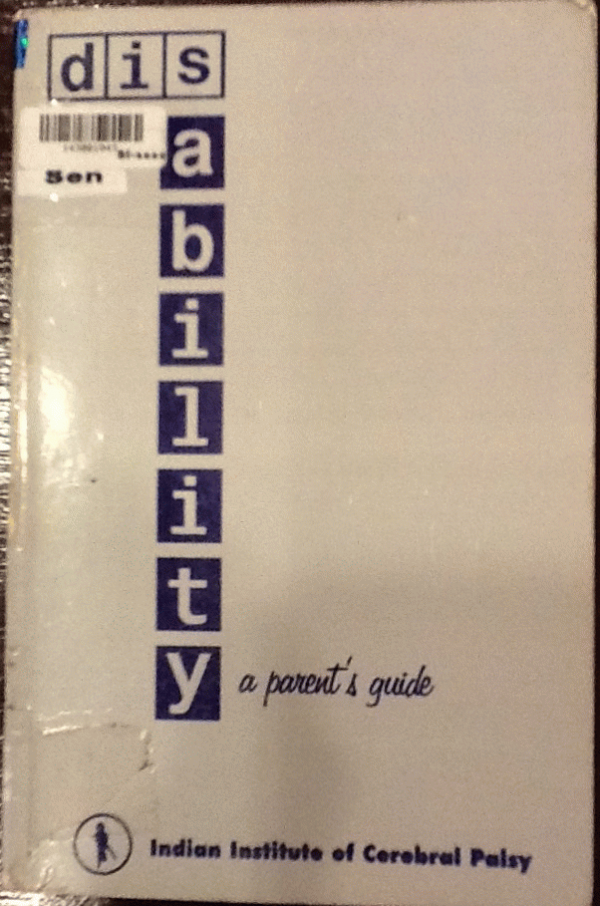 dis
a
b
i
l
i
t
y a parent's guide
Sen
Indian Institute of Cerebral Palsy